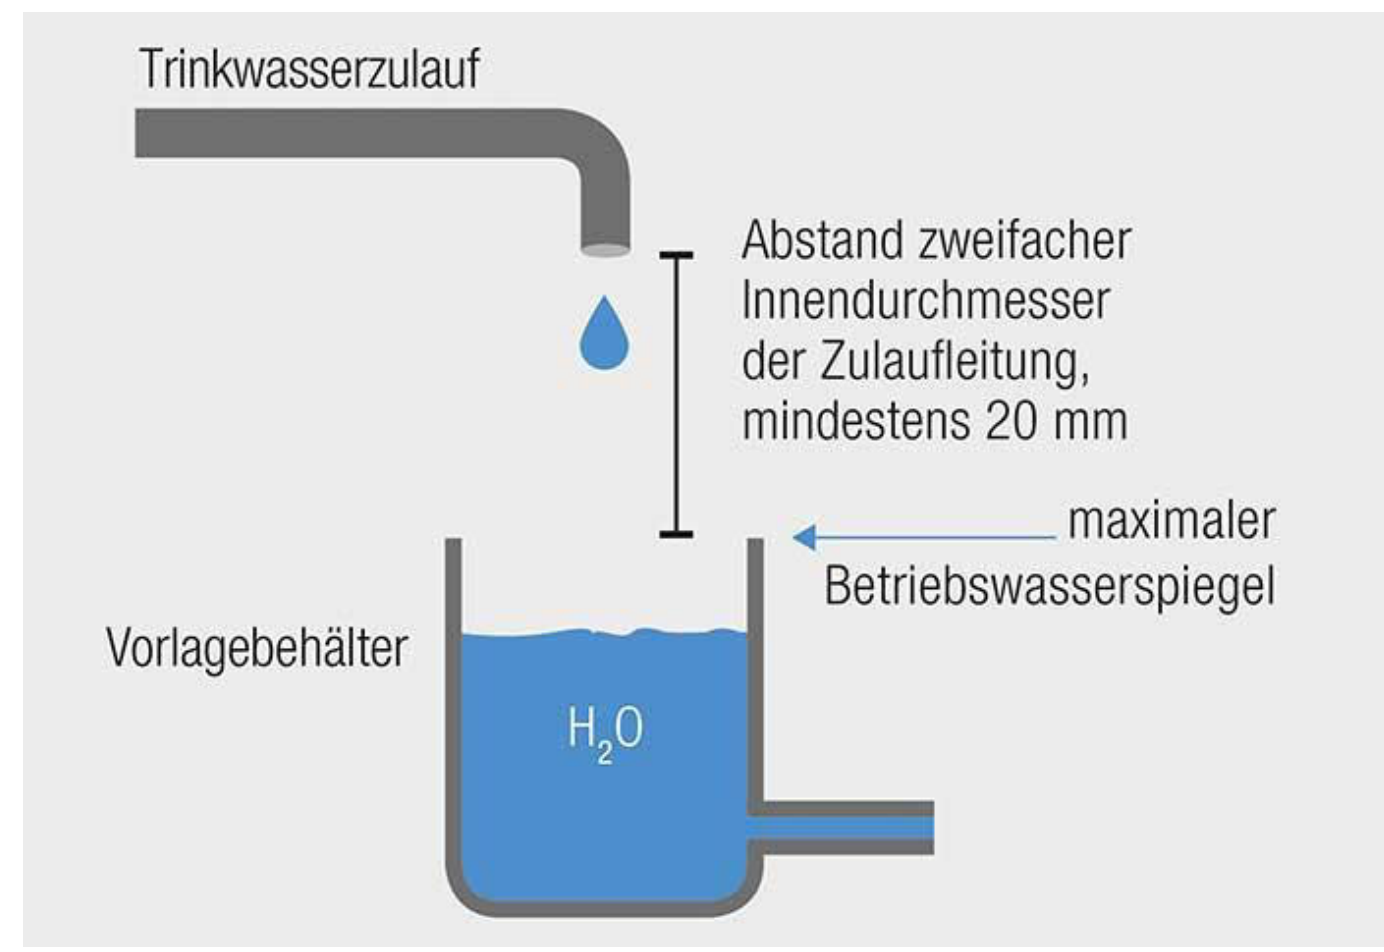 Trinkwasserzulauf
Abstand zweifacher
Innendurchmesser
der Zulaufleitung,
mindestens 20 mm
maximaler
Betriebswasserspiegel
Vorlagebehälter
H₂O